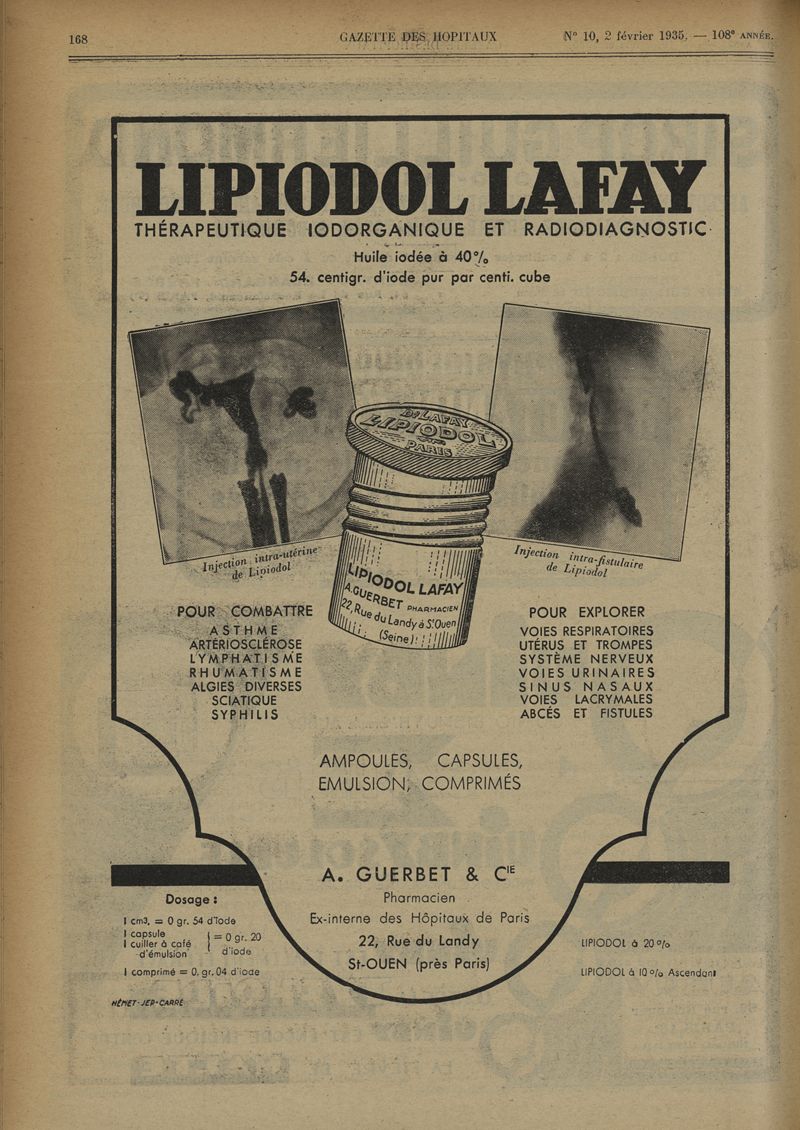 168
GAZETTE DES HOPITAUX
N° 10, 2 février 1935. — 108e ANNÉE.
LIPIODOL LAFAY
THÉRAPEUTIQUE IODORGANIQUE ET RADIODIAGNOSTIC
Huile iodée à 40%
54. centigr. d'iode pur par centi. cube
Dr LAFAY
LIPIODOL
PARIS
Injection intra-utérine
de Lipiodol
Injection intra-fistulaire
de Lipiodol
LIPIODOL LAFAY
A. GUERBET PHARMACIEN
22, Rue du Landy à St Ouen
(Seine)
POUR COMBATTRE
ASTHME
ARTÉRIOSCLÉROSE
LYMPHATISME
RHUMATISME
ALGIES DIVERSES
SCIATIQUE
SYPHILIS
POUR EXPLORER
VOIES RESPIRATOIRES
UTÉRUS ET TROMPES
SYSTÈME NERVEUX
VOIES URINAIRES
SINUS NASAUX
VOIES LACRYMALES
ABCÉS ET FISTULES
AMPOULES, CAPSULES,
EMULSION, COMPRIMÉS
A. GUERBET & CIE
Pharmacien
Ex-interne des Hôpitaux de Paris
22, Rue du Landy
St-OUEN (près Paris)
Dosage :
1 cm3. = 0 gr. 54 d'Iode
1 capsule
1 cuiller à café
d'émulsion
= 0 gr. 20
d'iode
1 comprimé = 0, gr. 04 d'iode
LIPIODOL à 20 %
LIPIODOL à 10 % Ascendant
HÉMET-JEP-CARRÉ